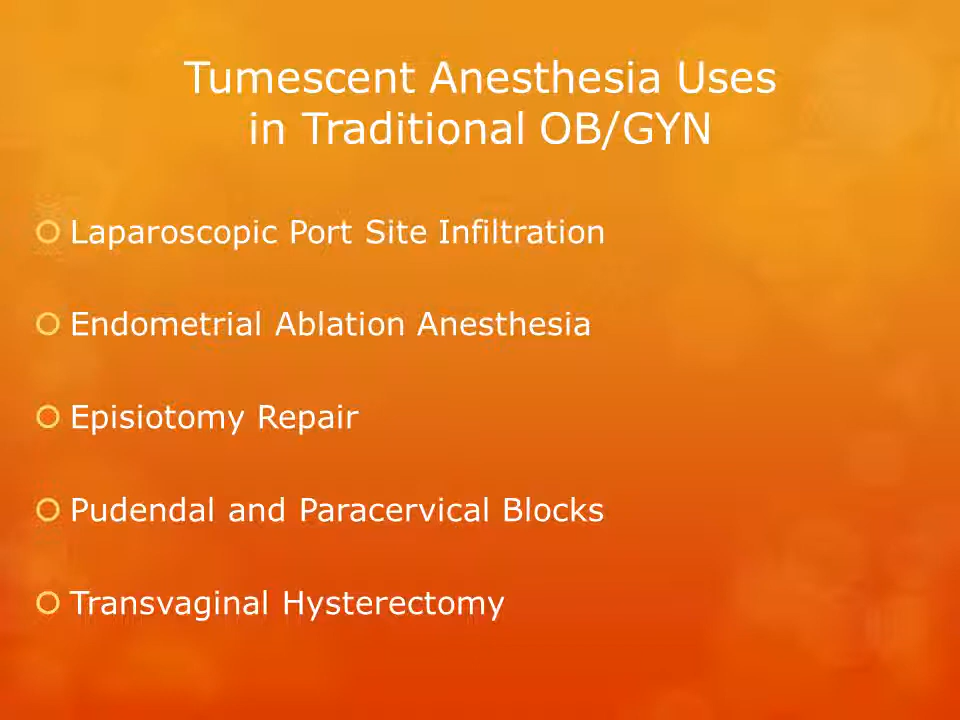 Tumescent Anesthesia Uses
in Traditional OB/GYN
Laparoscopic Port Site Infiltration
Endometrial Ablation Anesthesia
Episiotomy Repair
Pudendal and Paracervical Blocks
Transvaginal Hysterectomy